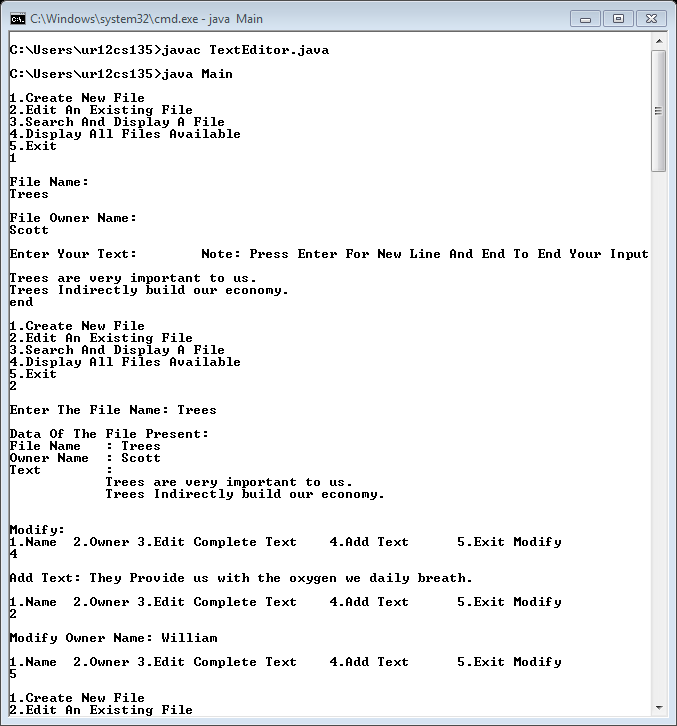 C:\Windows\system32\cmd.exe - java  Main
C:\Users\ur12cs135>javac TextEditor.java
C:\Users\ur12cs135>java Main
1.Create New File
2.Edit An Existing File
3.Search And Display A File
4.Display All Files Available
5.Exit
1
File Name:
Trees
File Owner Name:
Scott
Enter Your Text:        Note: Press Enter For New Line And End To End Your Input
Trees are very important to us.
Trees Indirectly build our economy.
end
1.Create New File
2.Edit An Existing File
3.Search And Display A File
4.Display All Files Available
5.Exit
2
Enter The File Name: Trees
Data Of The File Present:
File Name   : Trees
Owner Name  : Scott
Text        :
            Trees are very important to us.
            Trees Indirectly build our economy.
Modify:
1.Name  2.Owner 3.Edit Complete Text    4.Add Text      5.Exit Modify
4
Add Text: They Provide us with the oxygen we daily breath.
1.Name  2.Owner 3.Edit Complete Text    4.Add Text      5.Exit Modify
2
Modify Owner Name: William
1.Name  2.Owner 3.Edit Complete Text    4.Add Text      5.Exit Modify
5
1.Create New File
2.Edit An Existing File